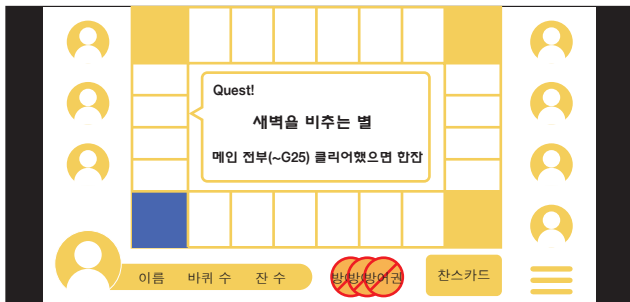 Quest!
새벽을 비추는 별
메인 전부(~G25) 클리어했으면 한잔
이름 바퀴 수 잔 수
방(방(방어권
찬스카드